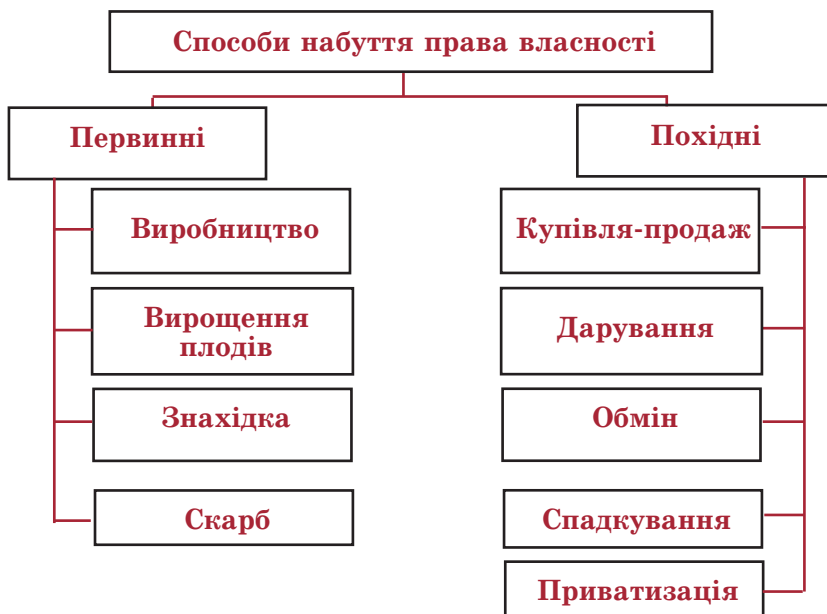 Способи набуття права власності
Первинні
Похідні
Виробництво
Вирощення
плодів
Знахідка
Скарб
Купівля-продаж
Дарування
Обмін
Спадкування
Приватизація